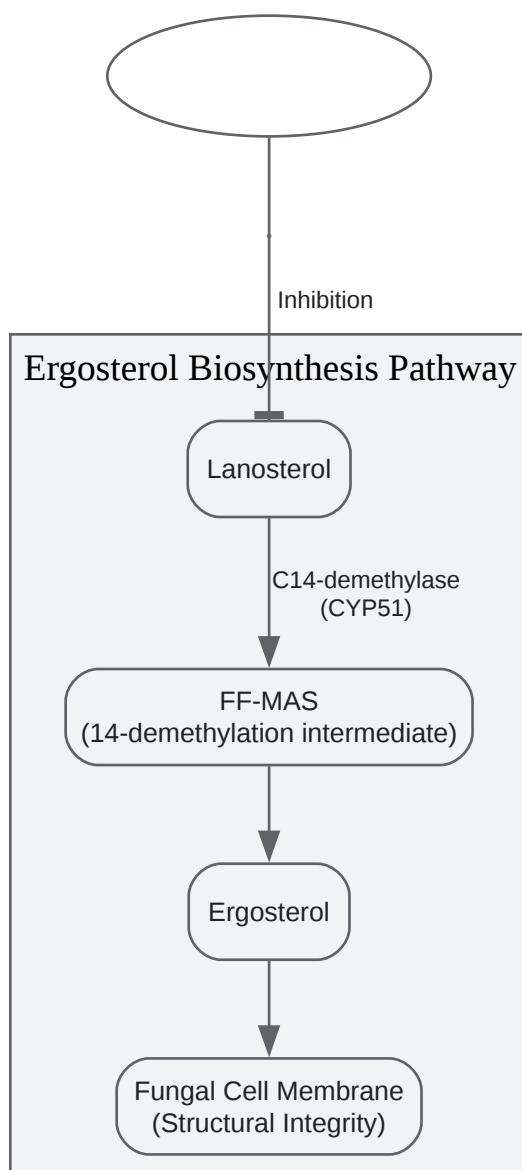 Inhibition
Ergosterol Biosynthesis Pathway
Lanosterol
C14-demethylase
(CYP51)
FF-MAS
(14-demethylation intermediate)
Ergosterol
Fungal Cell Membrane
(Structural Integrity)